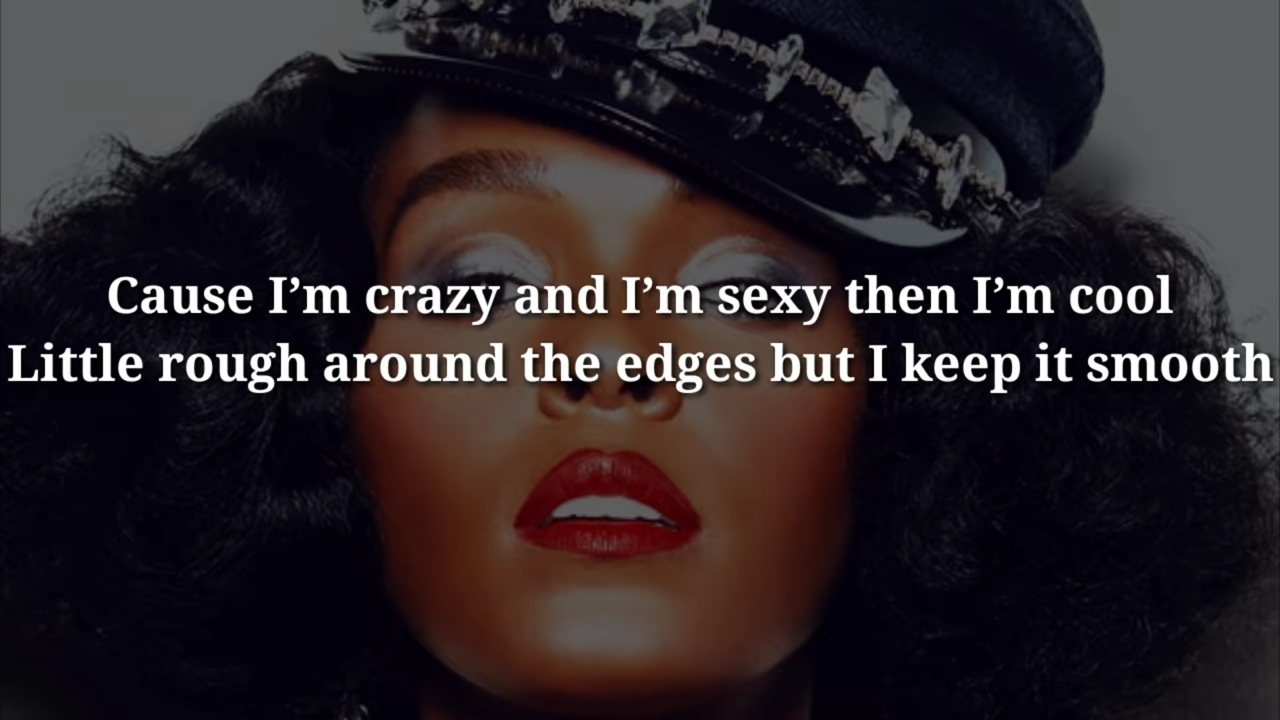 Cause I’m crazy and I’m sexy then I’m cool
Little rough around the edges but I keep it smooth